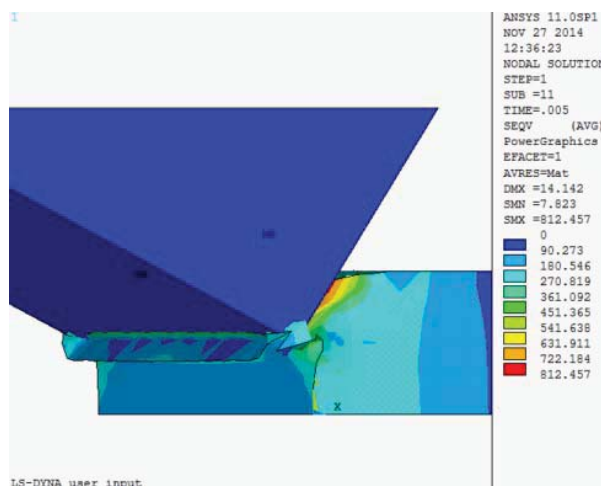 1
ANSYS 11.0SP1
NOV 27 2014
12:36:23
NODAL SOLUTION
STEP=1
SUB =11
TIME=.005
SEQV (AVG)
PowerGraphics
EFACET=1
AVRES=Mat
DMX =14.142
SMN =7.823
SMX =812.457
0
90.273
180.546
270.819
361.092
451.365
541.638
631.911
722.184
812.457
X
LS-DYNA user input